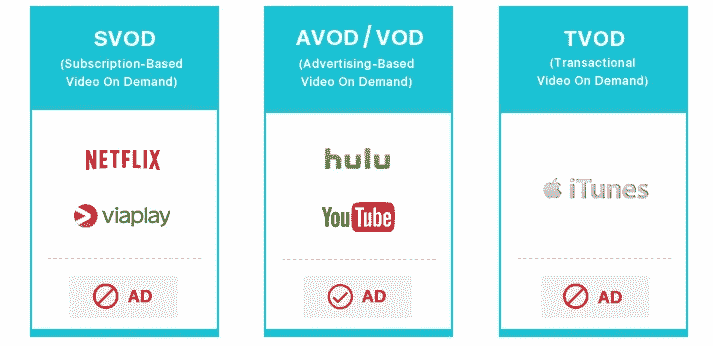 SVOD
(Subscription-Based
Video On Demand)
NETFLIX
viaplay
AD
AVOD / VOD
(Advertising-Based
Video On Demand)
hulu
YouTube
AD
TVOD
(Transactional
Video On Demand)
iTunes
AD